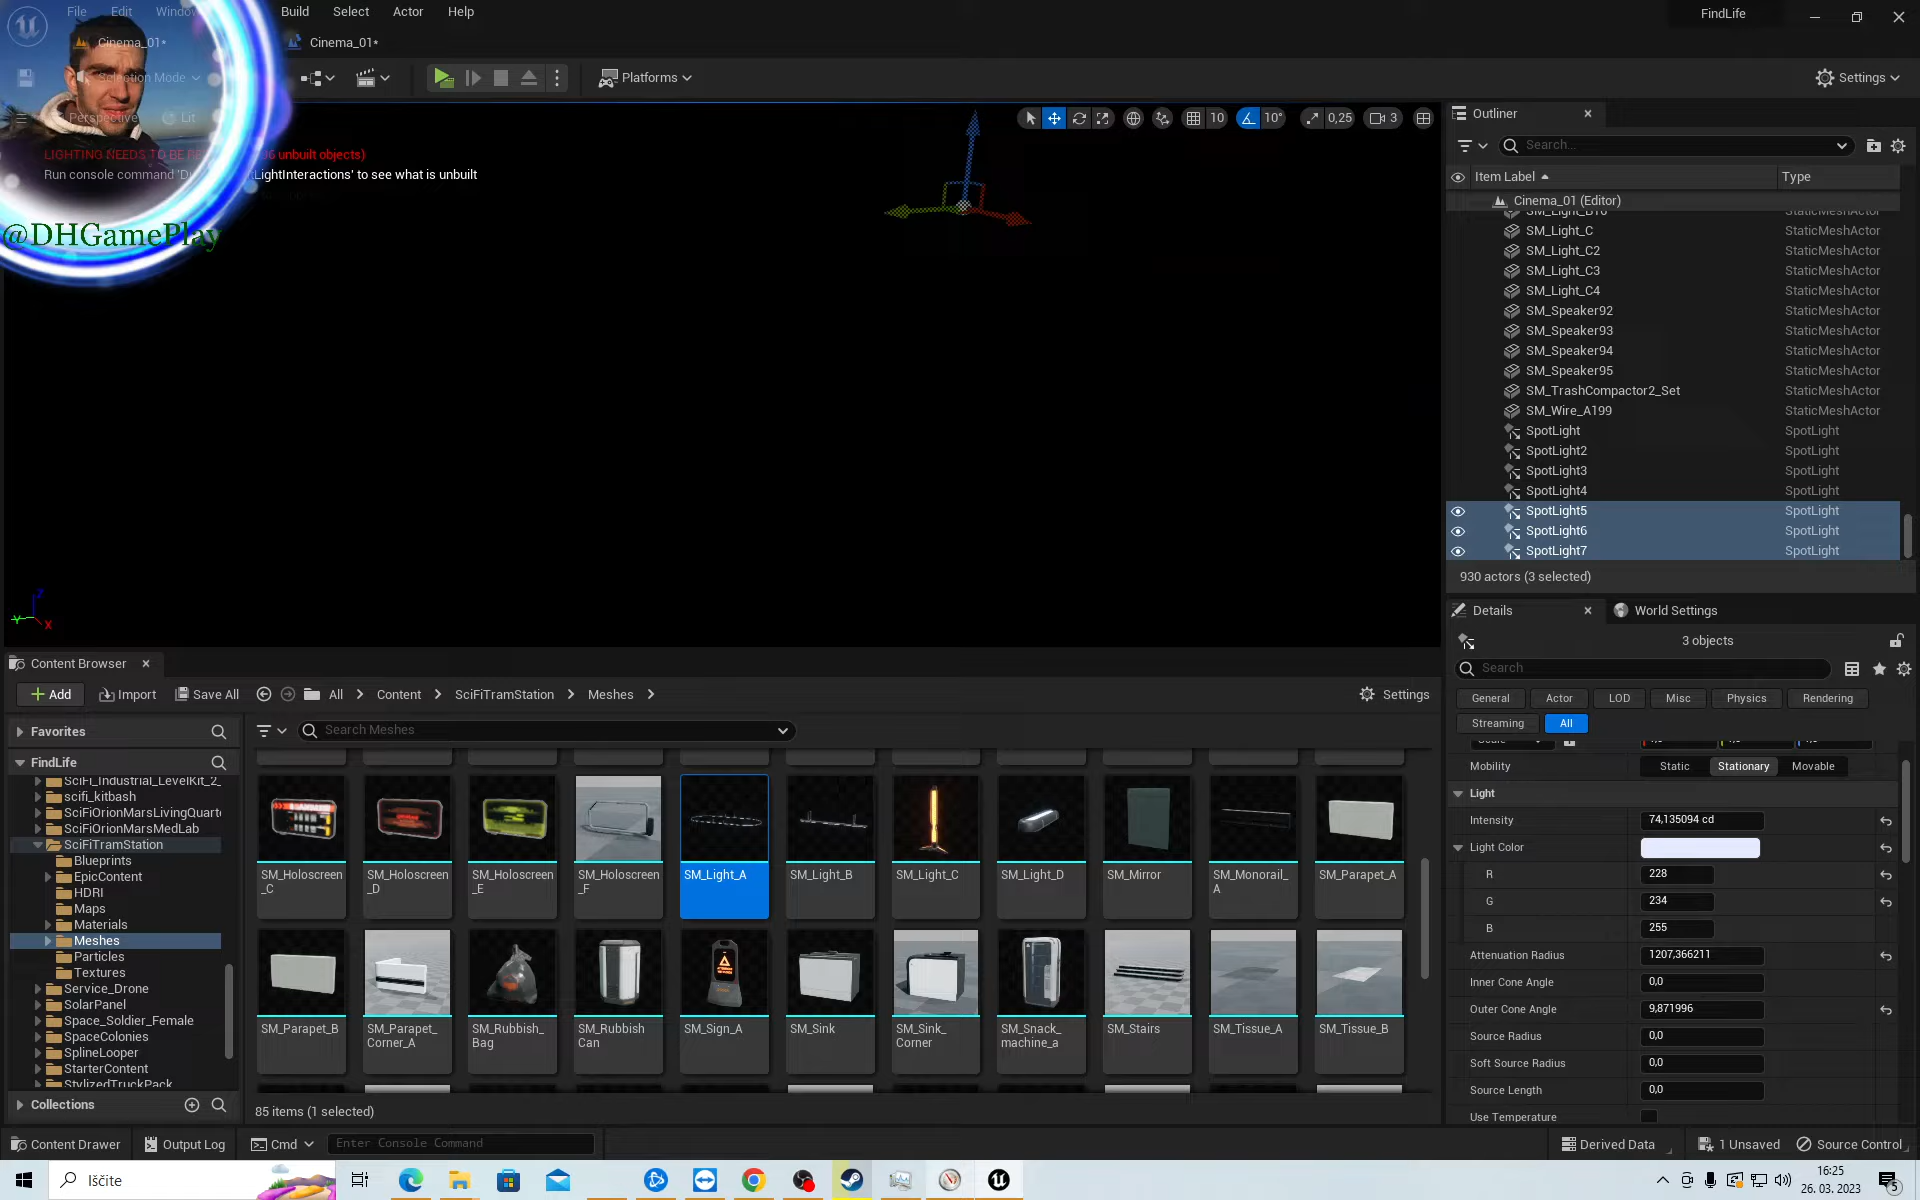 File Edit Window Build Select Actor Help
FindLife
Cinema_01*
Cinema_01*
Selection Mode
Platforms
Settings
Perspective Lit
10 10° 0,25 3
LIGHTING NEEDS TO BE unbuilt objects)
Run console command LightInteractions' to see what is unbuilt
@DHGamePlay
Outliner
Search...
Item Label Type
Cinema_01 (Editor)
SM_Light_B10 StaticMeshActor
SM_Light_C StaticMeshActor
SM_Light_C2 StaticMeshActor
SM_Light_C3 StaticMeshActor
SM_Light_C4 StaticMeshActor
SM_Speaker92 StaticMeshActor
SM_Speaker93 StaticMeshActor
SM_Speaker94 StaticMeshActor
SM_Speaker95 StaticMeshActor
SM_TrashCompactor2_Set StaticMeshActor
SM_Wire_A199 StaticMeshActor
SpotLight SpotLight
SpotLight2 SpotLight
SpotLight3 SpotLight
SpotLight4 SpotLight
SpotLight5 SpotLight
SpotLight6 SpotLight
SpotLight7 SpotLight
930 actors (3 selected)
Details World Settings
3 objects
Search
General Actor LOD Misc Physics Rendering
Streaming All
Mobility Static Stationary Movable
Light
Intensity 74,135094 cd
Light Color
R 228
G 234
B 255
Attenuation Radius 1207,366211
Inner Cone Angle 0,0
Outer Cone Angle 9,871996
Source Radius 0,0
Soft Source Radius 0,0
Source Length 0,0
Use Temperature
Z
Y
X
Content Browser
Add Import Save All All Content SciFiTramStation Meshes Settings
Favorites
Search Meshes
FindLife
SciFi_Industrial_LevelKit_2_
scifi_kitbash
SciFiOrionMarsLivingQuart
SciFiOrionMarsMedLab
SciFiTramStation
Blueprints
EpicContent
HDRI
Maps
Materials
Meshes
Particles
Textures
Service_Drone
SolarPanel
Space_Soldier_Female
SpaceColonies
SplineLooper
StarterContent
StylizedTruckPack
Collections
SM_Holoscreen_C SM_Holoscreen_D SM_Holoscreen_E SM_Holoscreen_F SM_Light_A SM_Light_B SM_Light_C SM_Light_D SM_Mirror SM_Monorail_A SM_Parapet_A
SM_Parapet_B SM_Parapet_Corner_A SM_Rubbish_Bag SM_Rubbish Can SM_Sign_A SM_Sink SM_Sink_Corner SM_Snack_machine_a SM_Stairs SM_Tissue_A SM_Tissue_B
85 items (1 selected)
Content Drawer Output Log Cmd Enter Console Command Derived Data 1 Unsaved Source Control
Iščite
16:25
26. 03. 2023
5